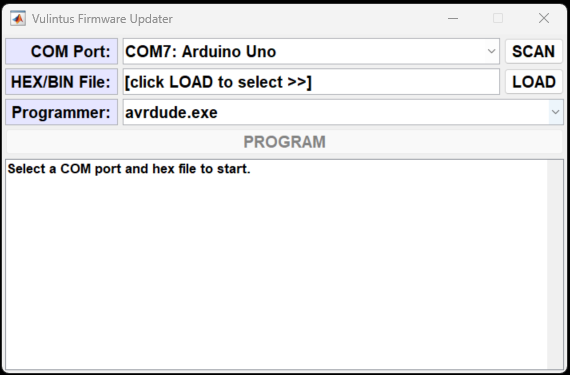 Vulintus Firmware Updater
COM Port: COM7: Arduino Uno SCAN
HEX/BIN File: [click LOAD to select >>] LOAD
Programmer: avrdude.exe
PROGRAM
Select a COM port and hex file to start.